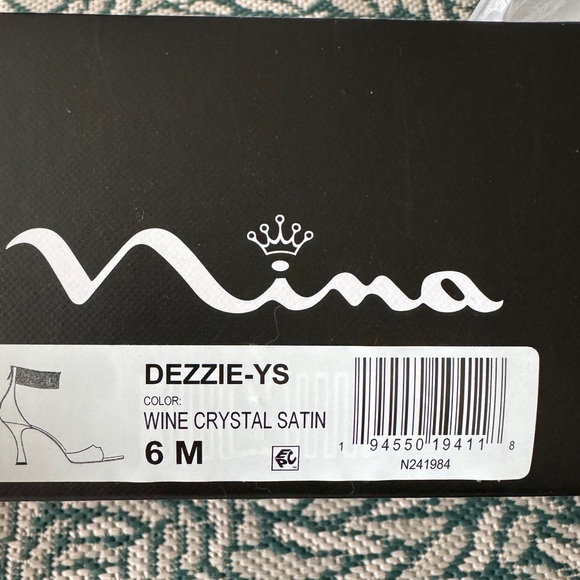 Nina
DEZZIE-YS
COLOR:
WINE CRYSTAL SATIN
6 M
1 94550 19411 8
N241984